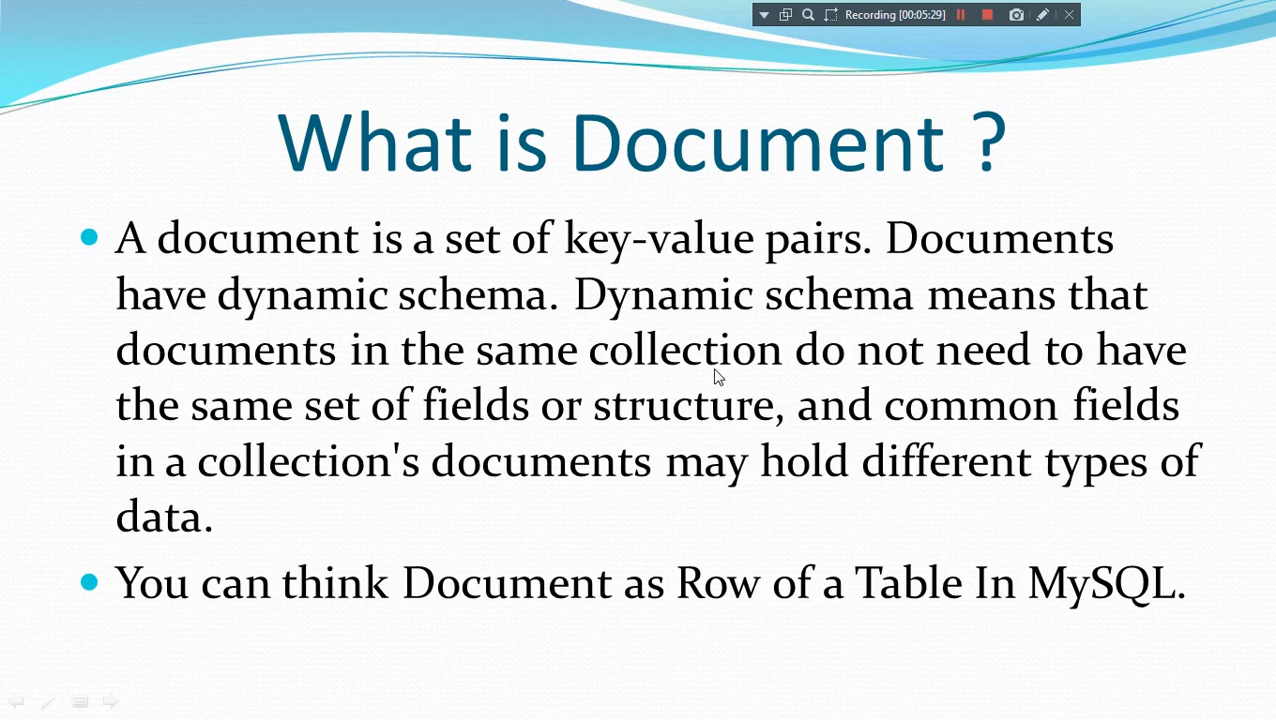 Recording [00:05:29]
What is Document ?
A document is a set of key-value pairs. Documents
have dynamic schema. Dynamic schema means that
documents in the same collection do not need to have
the same set of fields or structure, and common fields
in a collection's documents may hold different types of
data.
You can think Document as Row of a Table In MySQL.